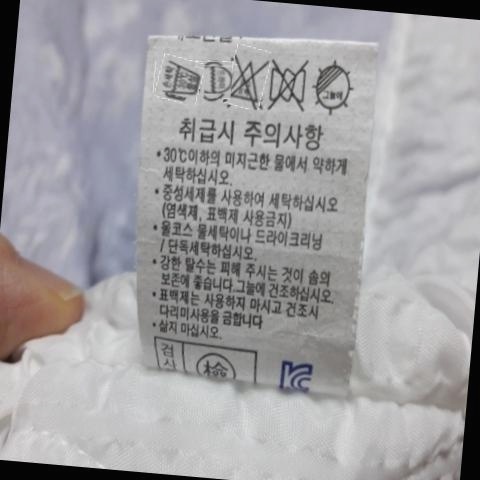 그늘에
취급시 주의사항
• 30℃이하의 미지근한 물에서 약하게
세탁하십시오.
• 중성세제를 사용하여 세탁하십시오
(염색제, 표백제 사용금지)
• 울코스 물세탁이나 드라이크리닝
/ 단독세탁하십시오.
• 강한 탈수는 피해 주시는 것이 솜의
보존에 좋습니다.그늘에 건조하십시오.
• 표백제는 사용하지 마시고 건조시
다리미사용을 금합니다
• 삶지 마십시오.
검 檢